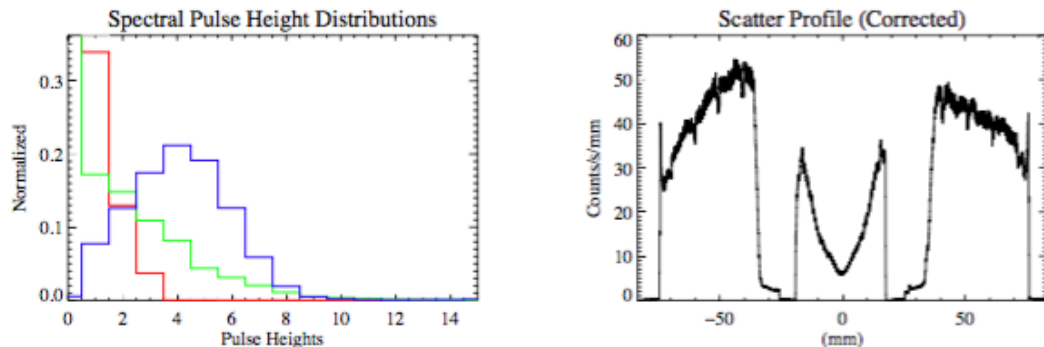 Spectral Pulse Height Distributions
Normalized
0.3
0.2
0.1
0.0
0 2 4 6 8 10 12 14
Pulse Heights
Scatter Profile (Corrected)
Counts/s/mm
60
50
40
30
20
10
0
−50 0 50
(mm)